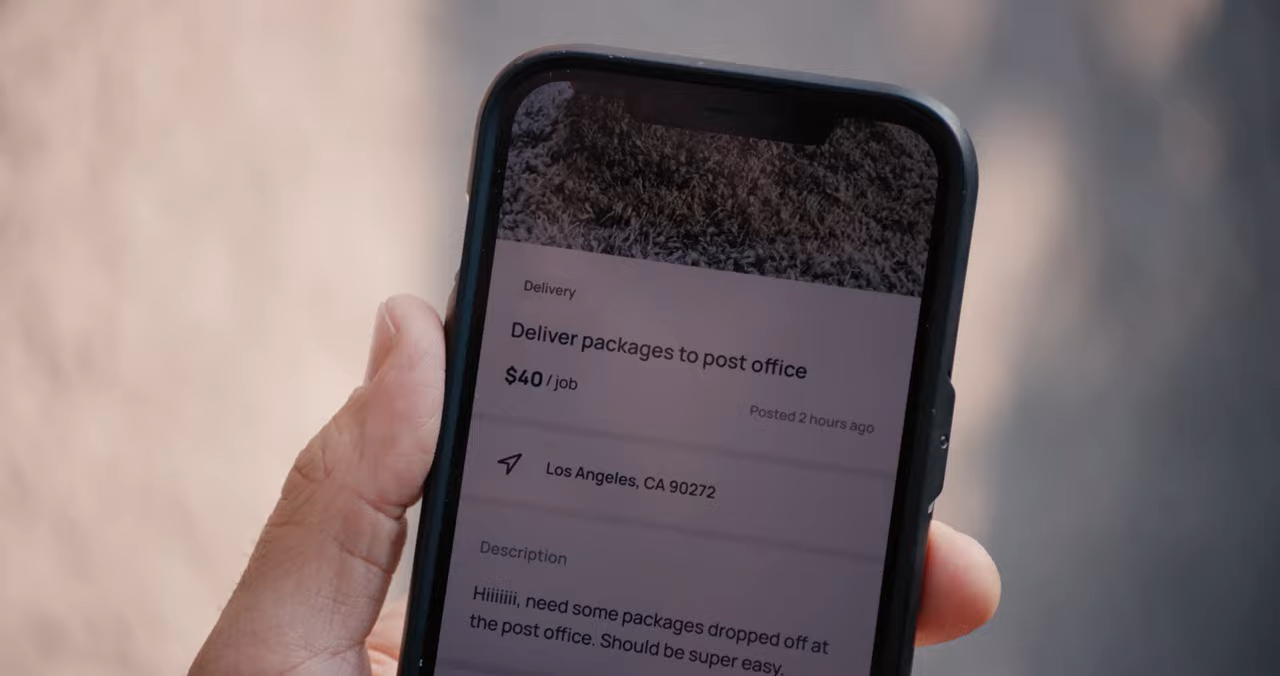 Delivery
Deliver packages to post office
$40 / job
Posted 2 hours ago
Los Angeles, CA 90272
Description
Hiiiiiii, need some packages dropped off at
the post office. Should be super easy,